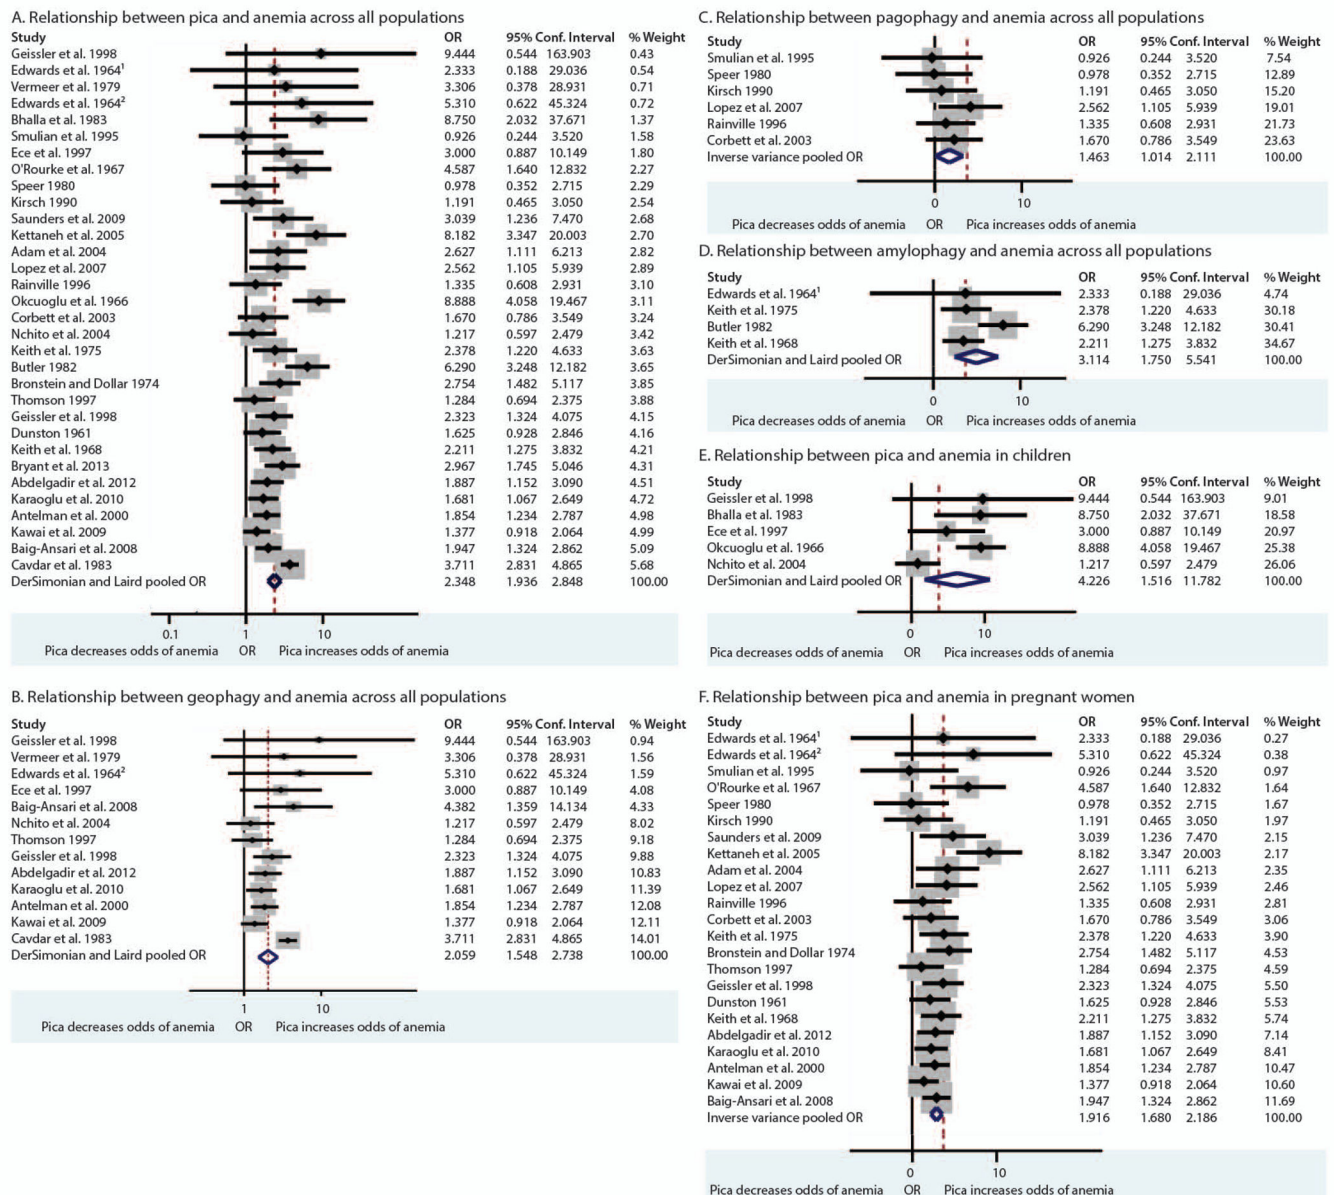 A. Relationship between pica and anemia across all populations
Study OR 95% Conf. Interval % Weight
Geissler et al. 1998 9.444 0.544 163.903 0.43
Edwards et al. 1964¹ 2.333 0.188 29.036 0.54
Vermeer et al. 1979 3.306 0.378 28.931 0.71
Edwards et al. 1964² 5.310 0.622 45.324 0.72
Bhalla et al. 1983 8.750 2.032 37.671 1.37
Smulian et al. 1995 0.926 0.244 3.520 1.58
Ece et al. 1997 3.000 0.887 10.149 1.80
O'Rourke et al. 1967 4.587 1.640 12.832 2.27
Speer 1980 0.978 0.352 2.715 2.29
Kirsch 1990 1.191 0.465 3.050 2.54
Saunders et al. 2009 3.039 1.236 7.470 2.68
Kettaneh et al. 2005 8.182 3.347 20.003 2.70
Adam et al. 2004 2.627 1.111 6.213 2.82
Lopez et al. 2007 2.562 1.105 5.939 2.89
Rainville 1996 1.335 0.608 2.931 3.10
Okcuoglu et al. 1966 8.888 4.058 19.467 3.11
Corbett et al. 2003 1.670 0.786 3.549 3.24
Nchito et al. 2004 1.217 0.597 2.479 3.42
Keith et al. 1975 2.378 1.220 4.633 3.63
Butler 1982 6.290 3.248 12.182 3.65
Bronstein and Dollar 1974 2.754 1.482 5.117 3.85
Thomson 1997 1.284 0.694 2.375 3.88
Geissler et al. 1998 2.323 1.324 4.075 4.15
Dunston 1961 1.625 0.928 2.846 4.16
Keith et al. 1968 2.211 1.275 3.832 4.21
Bryant et al. 2013 2.967 1.745 5.046 4.31
Abdelgadir et al. 2012 1.887 1.152 3.090 4.51
Karaoglu et al. 2010 1.681 1.067 2.649 4.72
Antelman et al. 2000 1.854 1.234 2.787 4.98
Kawai et al. 2009 1.377 0.918 2.064 4.99
Baig-Ansari et al. 2008 1.947 1.324 2.862 5.09
Cavdar et al. 1983 3.711 2.831 4.865 5.68
DerSimonian and Laird pooled OR 2.348 1.936 2.848 100.00
0.1 1 10
Pica decreases odds of anemia OR Pica increases odds of anemia
B. Relationship between geophagy and anemia across all populations
Study OR 95% Conf. Interval % Weight
Geissler et al. 1998 9.444 0.544 163.903 0.94
Vermeer et al. 1979 3.306 0.378 28.931 1.56
Edwards et al. 1964² 5.310 0.622 45.324 1.59
Ece et al. 1997 3.000 0.887 10.149 4.08
Baig-Ansari et al. 2008 4.382 1.359 14.134 4.33
Nchito et al. 2004 1.217 0.597 2.479 8.02
Thomson 1997 1.284 0.694 2.375 9.18
Geissler et al. 1998 2.323 1.324 4.075 9.88
Abdelgadir et al. 2012 1.887 1.152 3.090 10.83
Karaoglu et al. 2010 1.681 1.067 2.649 11.39
Antelman et al. 2000 1.854 1.234 2.787 12.08
Kawai et al. 2009 1.377 0.918 2.064 12.11
Cavdar et al. 1983 3.711 2.831 4.865 14.01
DerSimonian and Laird pooled OR 2.059 1.548 2.738 100.00
1 10
Pica decreases odds of anemia OR Pica increases odds of anemia
C. Relationship between pagophagy and anemia across all populations
Study OR 95% Conf. Interval % Weight
Smulian et al. 1995 0.926 0.244 3.520 7.54
Speer 1980 0.978 0.352 2.715 12.89
Kirsch 1990 1.191 0.465 3.050 15.20
Lopez et al. 2007 2.562 1.105 5.939 19.01
Rainville 1996 1.335 0.608 2.931 21.73
Corbett et al. 2003 1.670 0.786 3.549 23.63
Inverse variance pooled OR 1.463 1.014 2.111 100.00
0 10
Pica decreases odds of anemia OR Pica increases odds of anemia
D. Relationship between amylophagy and anemia across all populations
Study OR 95% Conf. Interval % Weight
Edwards et al. 1964¹ 2.333 0.188 29.036 4.74
Keith et al. 1975 2.378 1.220 4.633 30.18
Butler 1982 6.290 3.248 12.182 30.41
Keith et al. 1968 2.211 1.275 3.832 34.67
DerSimonian and Laird pooled OR 3.114 1.750 5.541 100.00
0 10
Pica decreases odds of anemia OR Pica increases odds of anemia
E. Relationship between pica and anemia in children
Study OR 95% Conf. Interval % Weight
Geissler et al. 1998 9.444 0.544 163.903 9.01
Bhalla et al. 1983 8.750 2.032 37.671 18.58
Ece et al. 1997 3.000 0.887 10.149 20.97
Okcuoglu et al. 1966 8.888 4.058 19.467 25.38
Nchito et al. 2004 1.217 0.597 2.479 26.06
DerSimonian and Laird pooled OR 4.226 1.516 11.782 100.00
0 10
Pica decreases odds of anemia OR Pica increases odds of anemia
F. Relationship between pica and anemia in pregnant women
Study OR 95% Conf. Interval % Weight
Edwards et al. 1964¹ 2.333 0.188 29.036 0.27
Edwards et al. 1964² 5.310 0.622 45.324 0.38
Smulian et al. 1995 0.926 0.244 3.520 0.97
O'Rourke et al. 1967 4.587 1.640 12.832 1.64
Speer 1980 0.978 0.352 2.715 1.67
Kirsch 1990 1.191 0.465 3.050 1.97
Saunders et al. 2009 3.039 1.236 7.470 2.15
Kettaneh et al. 2005 8.182 3.347 20.003 2.17
Adam et al. 2004 2.627 1.111 6.213 2.35
Lopez et al. 2007 2.562 1.105 5.939 2.46
Rainville 1996 1.335 0.608 2.931 2.81
Corbett et al. 2003 1.670 0.786 3.549 3.06
Keith et al. 1975 2.378 1.220 4.633 3.90
Bronstein and Dollar 1974 2.754 1.482 5.117 4.53
Thomson 1997 1.284 0.694 2.375 4.59
Geissler et al. 1998 2.323 1.324 4.075 5.50
Dunston 1961 1.625 0.928 2.846 5.53
Keith et al. 1968 2.211 1.275 3.832 5.74
Abdelgadir et al. 2012 1.887 1.152 3.090 7.14
Karaoglu et al. 2010 1.681 1.067 2.649 8.41
Antelman et al. 2000 1.854 1.234 2.787 10.47
Kawai et al. 2009 1.377 0.918 2.064 10.60
Baig-Ansari et al. 2008 1.947 1.324 2.862 11.69
Inverse variance pooled OR 1.916 1.680 2.186 100.00
0 10
Pica decreases odds of anemia OR Pica increases odds of anemia